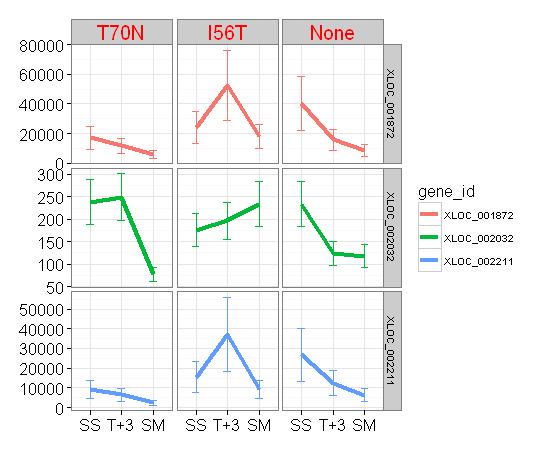 T70N I56T None
80000
60000
40000
20000
0
XLOC_001872
300
250
200
150
100
50
XLOC_002032
50000
40000
30000
20000
10000
0
XLOC_002211
SS T+3 SM SS T+3 SM SS T+3 SM
gene_id
XLOC_001872
XLOC_002032
XLOC_002211